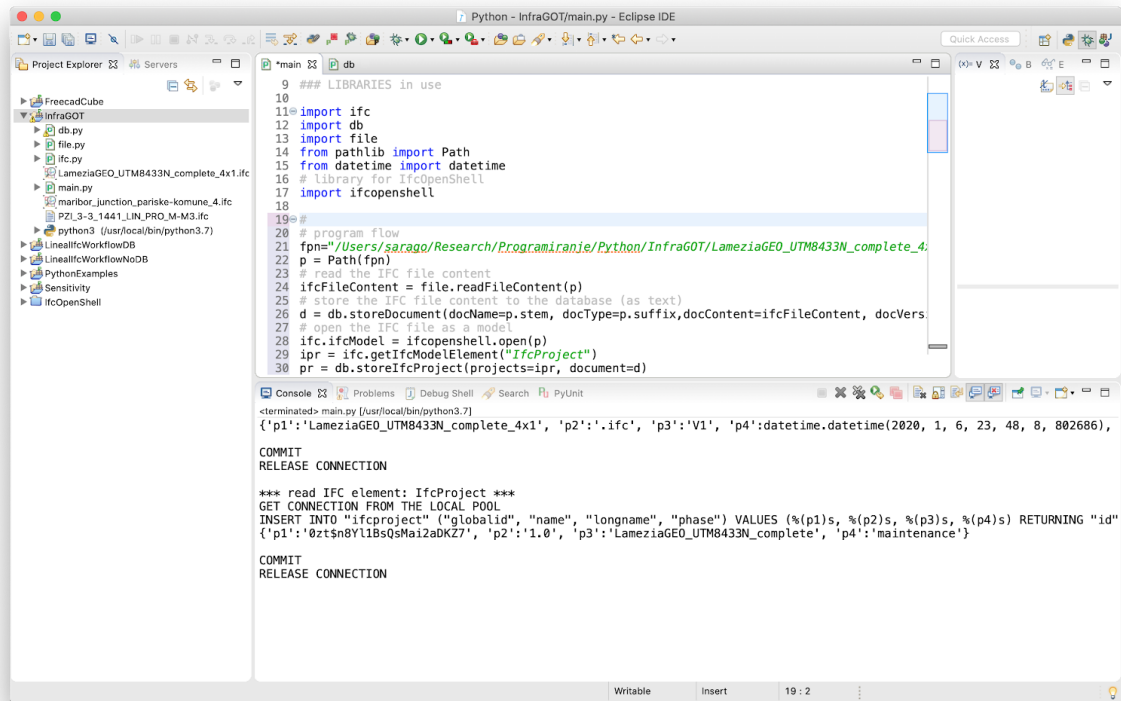 Python - InfraGOT/main.py - Eclipse IDE
Quick Access
Project Explorer
Servers
FreecadCube
InfraGOT
db.py
file.py
ifc.py
LameziaGEO_UTM8433N_complete_4x1.ifc
main.py
maribor_junction_pariske-komune_4.ifc
PZI_3-3_1441_LIN_PRO_M-M3.ifc
python3 (/usr/local/bin/python3.7)
LinealIfcWorkflowDB
LinealIfcWorkflowNoDB
PythonExamples
Sensitivity
IfcOpenShell
*main
db
9 ### LIBRARIES in use
10
11 import ifc
12 import db
13 import file
14 from pathlib import Path
15 from datetime import datetime
16 # library for IfcOpenShell
17 import ifcopenshell
18
19 #
20 # program flow
21 fpn="/Users/sarago/Research/Programiranje/Python/InfraGOT/LameziaGEO_UTM8433N_complete_4
22 p = Path(fpn)
23 # read the IFC file content
24 ifcFileContent = file.readFileContent(p)
25 # store the IFC file content to the database (as text)
26 d = db.storeDocument(docName=p.stem, docType=p.suffix,docContent=ifcFileContent, docVersi
27 # open the IFC file as a model
28 ifc.ifcModel = ifcopenshell.open(p)
29 ipr = ifc.getIfcModelElement("IfcProject")
30 pr = db.storeIfcProject(projects=ipr, document=d)
(x)= V
B
E
Console
Problems
Debug Shell
Search
PyUnit
<terminated> main.py [/usr/local/bin/python3.7]
{'p1':'LameziaGEO_UTM8433N_complete_4x1', 'p2':'.ifc', 'p3':'V1', 'p4':datetime.datetime(2020, 1, 6, 23, 48, 8, 802686),
COMMIT
RELEASE CONNECTION
*** read IFC element: IfcProject ***
GET CONNECTION FROM THE LOCAL POOL
INSERT INTO "ifcproject" ("globalid", "name", "longname", "phase") VALUES (%(p1)s, %(p2)s, %(p3)s, %(p4)s) RETURNING "id"
{'p1':'0zt$n8Yl1BsQsMai2aDKZ7', 'p2':'1.0', 'p3':'LameziaGEO_UTM8433N_complete', 'p4':'maintenance'}
COMMIT
RELEASE CONNECTION
Writable
Insert
19 : 2